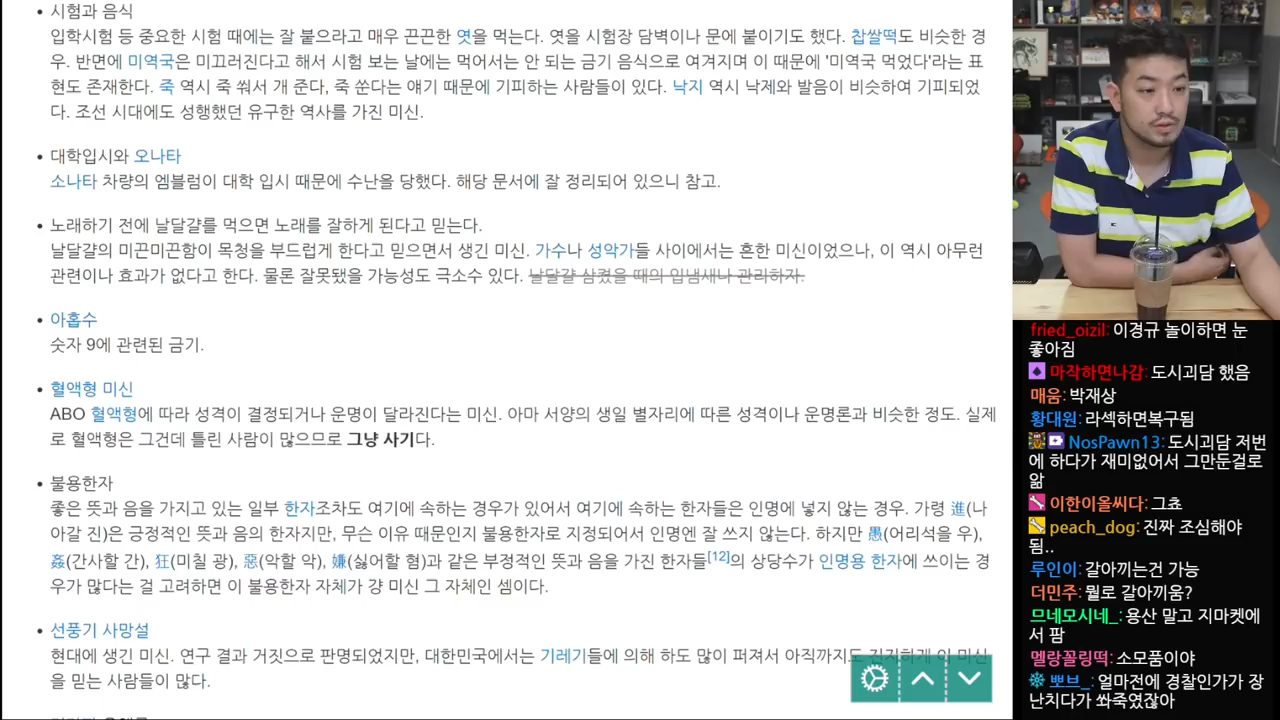 시험과 음식
입학시험 등 중요한 시험 때에는 잘 붙으라고 매우 끈끈한 엿을 먹는다. 엿을 시험장 담벽이나 문에 붙이기도 했다. 찹쌀떡도 비슷한 경
우. 반면에 미역국은 미끄러진다고 해서 시험 보는 날에는 먹어서는 안 되는 금기 음식으로 여겨지며 이 때문에 '미역국 먹었다'라는 표
현도 존재한다. 죽 역시 죽 쒀서 개 준다, 죽 쑨다는 얘기 때문에 기피하는 사람들이 있다. 낙지 역시 낙제와 발음이 비슷하여 기피되었
다. 조선 시대에도 성행했던 유구한 역사를 가진 미신.
대학입시와 오나타
소나타 차량의 엠블럼이 대학 입시 때문에 수난을 당했다. 해당 문서에 잘 정리되어 있으니 참고.
노래하기 전에 날달걀를 먹으면 노래를 잘하게 된다고 믿는다.
날달걀의 미끈미끈함이 목청을 부드럽게 한다고 믿으면서 생긴 미신. 가수나 성악가들 사이에서는 흔한 미신이었으나, 이 역시 아무런
관련이나 효과가 없다고 한다. 물론 잘못됐을 가능성도 극소수 있다. 날달걀 삼켰을 때의 입냄새나 관리하자.
아홉수
숫자 9에 관련된 금기.
혈액형 미신
ABO 혈액형에 따라 성격이 결정되거나 운명이 달라진다는 미신. 아마 서양의 생일 별자리에 따른 성격이나 운명론과 비슷한 정도. 실제
로 혈액형은 그건데 틀린 사람이 많으므로 그냥 사기다.
불용한자
좋은 뜻과 음을 가지고 있는 일부 한자조차도 여기에 속하는 경우가 있어서 여기에 속하는 한자들은 인명에 넣지 않는 경우. 가령 進(나
아갈 진)은 긍정적인 뜻과 음의 한자지만, 무슨 이유 때문인지 불용한자로 지정되어서 인명엔 잘 쓰지 않는다. 하지만 愚(어리석을 우),
姦(간사할 간), 狂(미칠 광), 惡(악할 악), 嫌(싫어할 혐)과 같은 부정적인 뜻과 음을 가진 한자들[12]의 상당수가 인명용 한자에 쓰이는 경
우가 많다는 걸 고려하면 이 불용한자 자체가 걍 미신 그 자체인 셈이다.
선풍기 사망설
현대에 생긴 미신. 연구 결과 거짓으로 판명되었지만, 대한민국에서는 기레기들에 의해 하도 많이 퍼져서 아직까지도 진지하게 이 미신
을 믿는 사람들이 많다.
fried_oizil: 이경규 놀이하면 눈
좋아짐
마작하면나감: 도시괴담 했음
매움: 박재상
황대원: 라섹하면복구됨
NosPawn13: 도시괴담 저번
에 하다가 재미없어서 그만둔걸로
앎
이한이올씨다: 그쵸
peach_dog: 진짜 조심해야
됨..
루인이: 갈아끼는건 가능
더민주: 뭘로 갈아끼움?
므네모시네_: 용산 말고 지마켓에
서 팜
멜랑꼴링떡: 소모품이야
뽀브_: 얼마전에 경찰인가가 장
난치다가 쏴죽였잖아